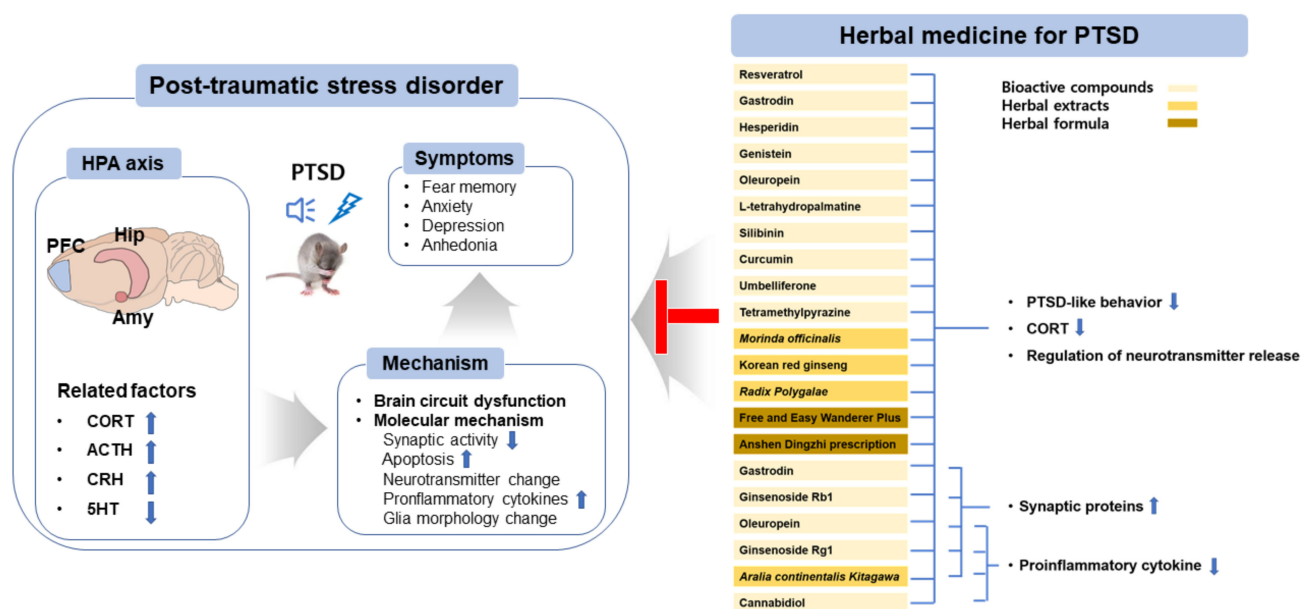 Post-traumatic stress disorder
HPA axis
PFC
Hip
Amy
Related factors
• CORT
• ACTH
• CRH
• 5HT
PTSD
Symptoms
• Fear memory
• Anxiety
• Depression
• Anhedonia
Mechanism
• Brain circuit dysfunction
• Molecular mechanism
Synaptic activity
Apoptosis
Neurotransmitter change
Pronflammatory cytokines
Glia morphology change
Herbal medicine for PTSD
Resveratrol
Gastrodin
Hesperidin
Genistein
Oleuropein
L-tetrahydropalmatine
Silibinin
Curcumin
Umbelliferone
Tetramethylpyrazine
Morinda officinalis
Korean red ginseng
Radix Polygalae
Free and Easy Wanderer Plus
Anshen Dingzhi prescription
Gastrodin
Ginsenoside Rb1
Oleuropein
Ginsenoside Rg1
Aralia continentalis Kitagawa
Cannabidiol
Bioactive compounds
Herbal extracts
Herbal formula
• PTSD-like behavior
• CORT
• Regulation of neurotransmitter release
• Synaptic proteins
• Proinflammatory cytokine